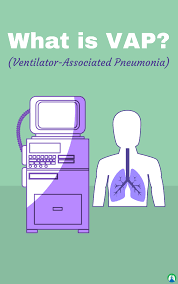 What is VAP?
(Ventilator-Associated Pneumonia)